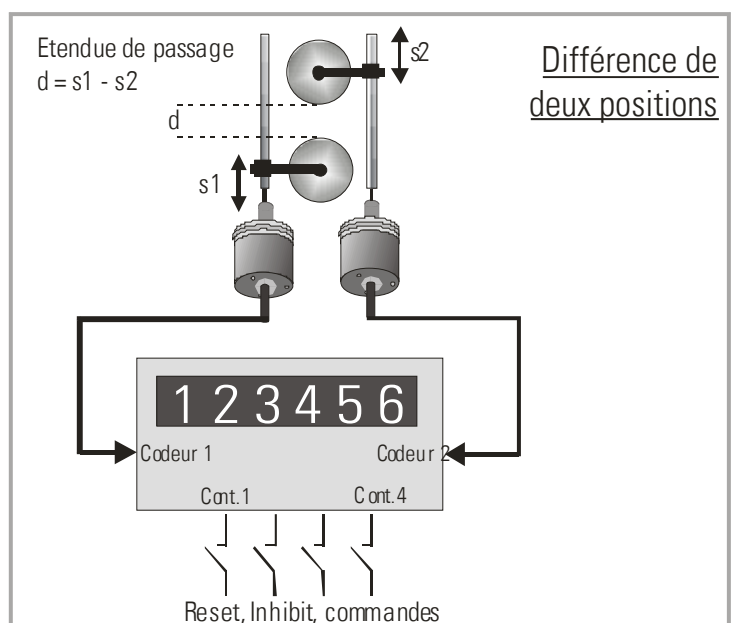 Etendue de passage
d = s1 - s2
s2
Différence de
deux positions
d
s1
123456
Codeur 1
Codeur 2
Cont.1
Cont.4
Reset, Inhibit, commandes